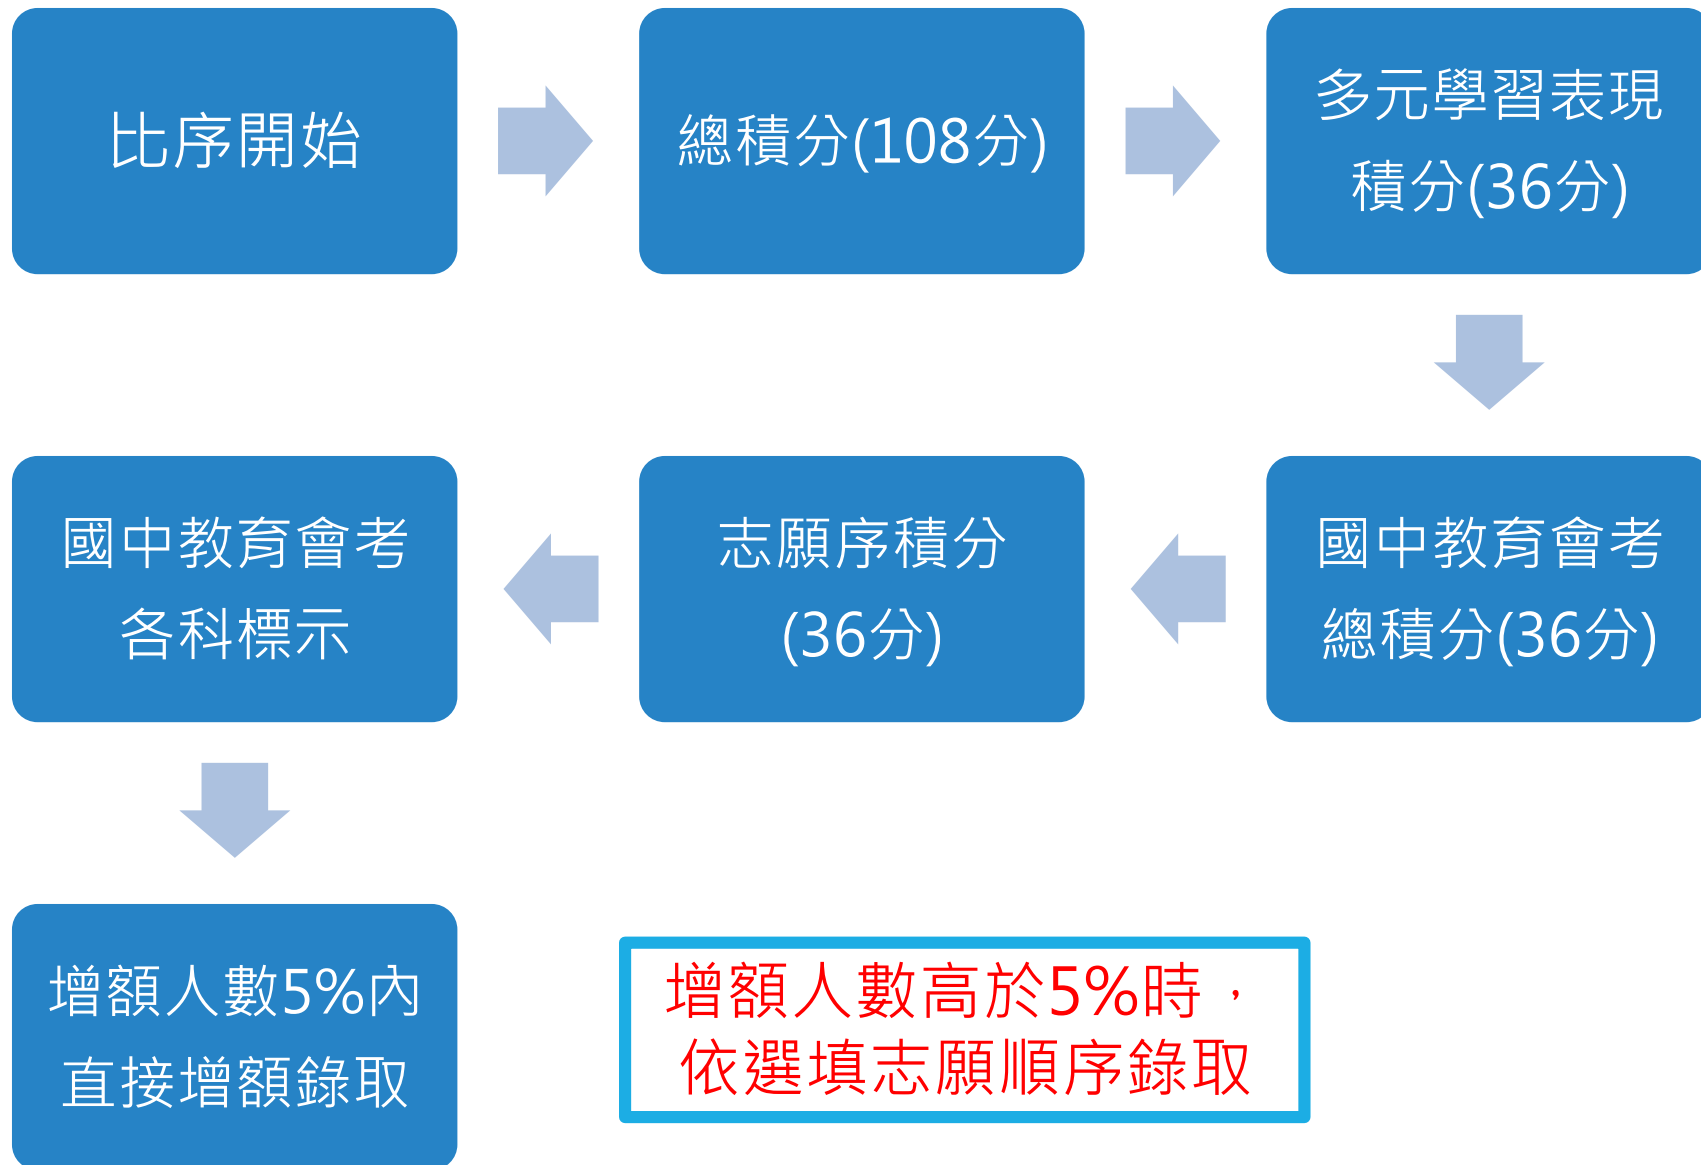 比序開始
總積分(108分)
多元學習表現
積分(36分)
國中教育會考
總積分(36分)
志願序積分
(36分)
國中教育會考
各科標示
增額人數5%內
直接增額錄取
增額人數高於5%時，
依選填志願順序錄取